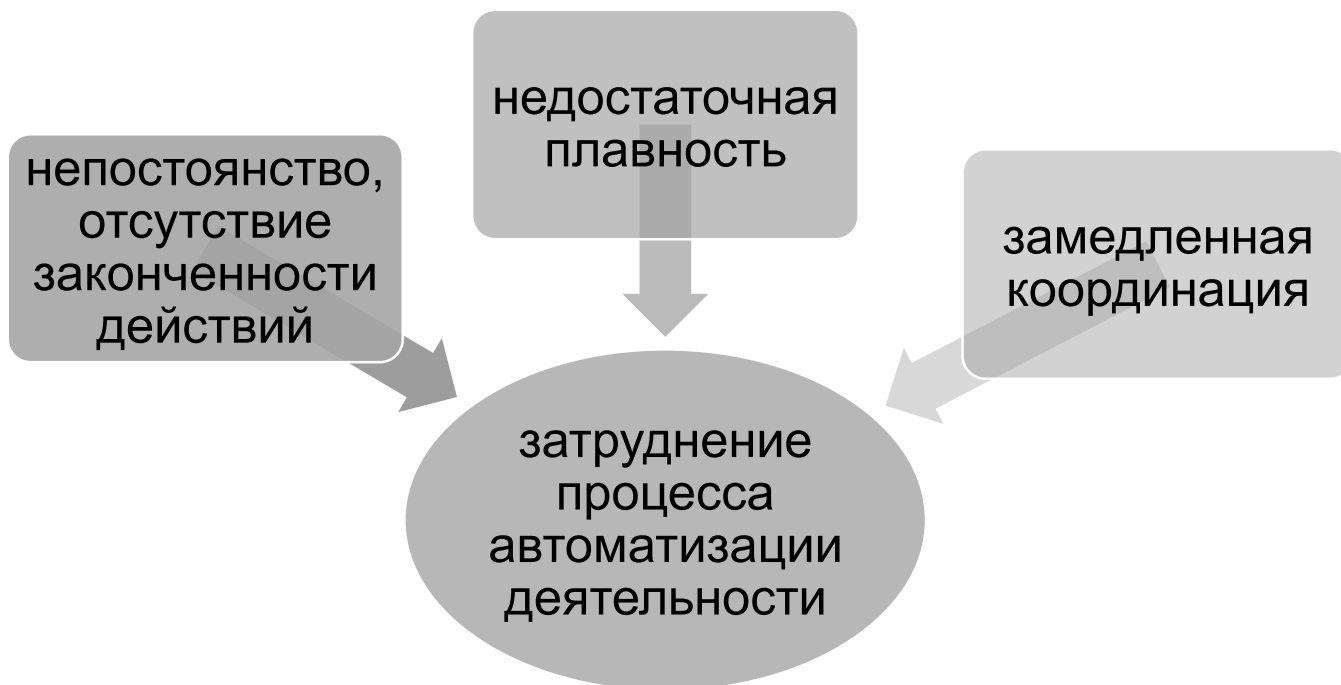 непостоянство,
отсутствие
законченности
действий
недостаточная
плавность
замедленная
координация
затруднение
процесса
автоматизации
деятельности